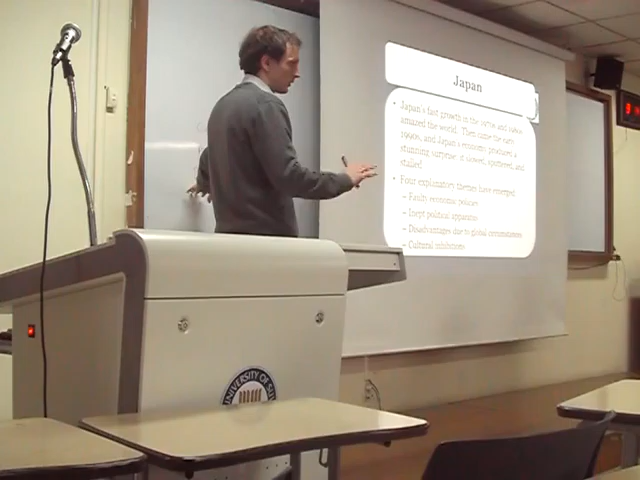 Japan
• Japan's fast growth in the 1970s and 1980s
amazed the world. Then came the early
1990s, and Japan's economy produced a
stunning surprise: it slowed, sputtered, and
stalled.
• Four explanatory themes have emerged
– Faulty economic policies
– Inept political apparatus
– Disadvantages due to global circumstances
– Cultural inhibitions
UNIVERSITY OF